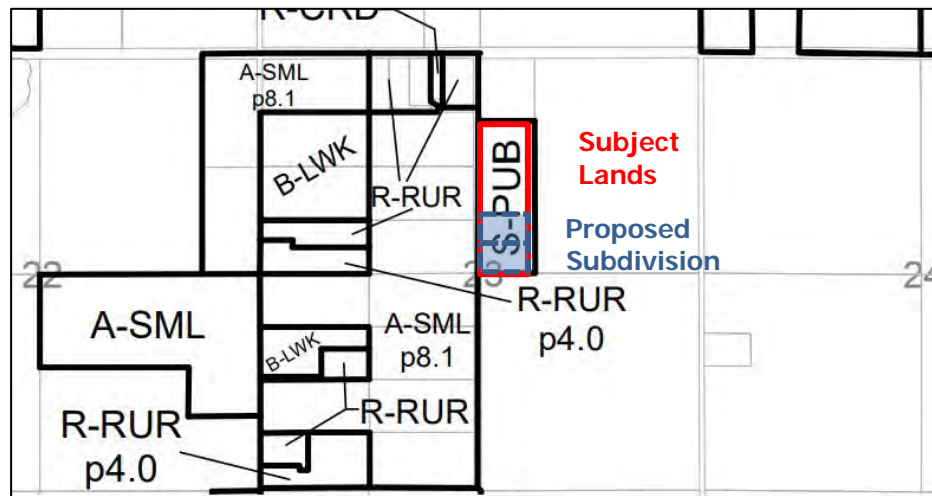 R-CRD
A-SML
p8.1
B-LWK
R-RUR
S-PUB
Subject
Lands
Proposed
Subdivision
22
23
24
R-RUR
p4.0
A-SML
A-SML
p8.1
B-LWK
R-RUR
R-RUR
p4.0